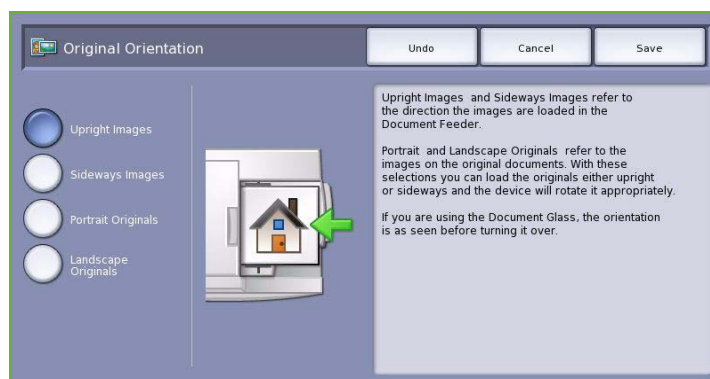 Original Orientation
Undo
Cancel
Save
Upright Images
Sideways Images
Portrait Originals
Landscape
Originals
Upright Images and Sideways Images refer to
the direction the images are loaded in the
Document Feeder.
Portrait and Landscape Originals refer to the
images on the original documents. With these
selections you can load the originals either upright
or sideways and the device will rotate it appropriately.
If you are using the Document Glass, the orientation
is as seen before turning it over.